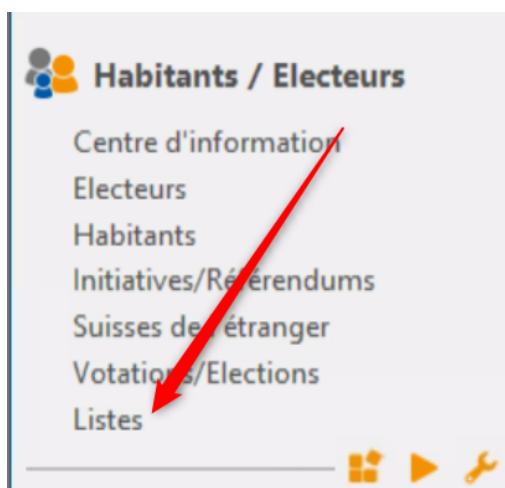 Habitants / Electeurs
Centre d'information
Electeurs
Habitants
Initiatives/Référendums
Suisses de l'étranger
Votations/Elections
Listes